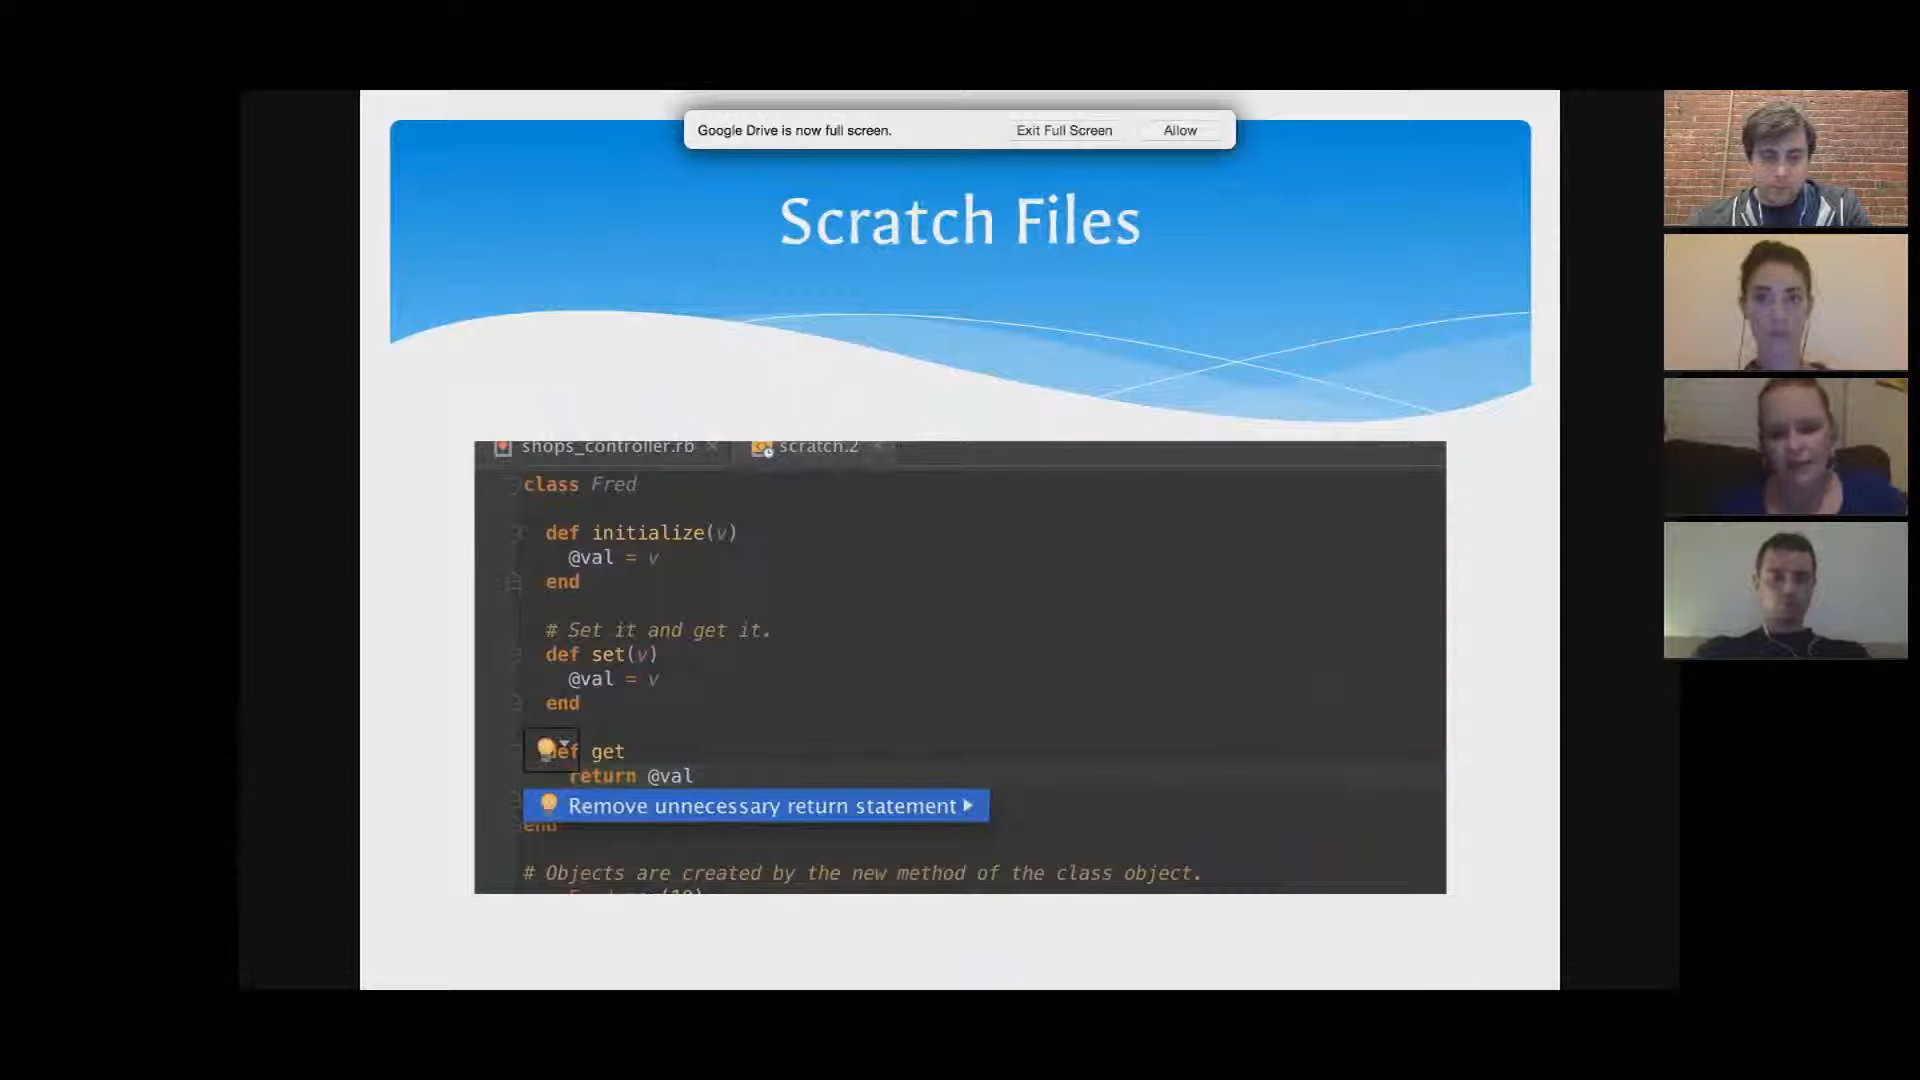 Google Drive is now full screen.
Exit Full Screen
Allow
Scratch Files
shops_controller.rb
scratch.2
class Fred
def initialize(v)
@val = v
end
# Set it and get it.
def set(v)
@val = v
end
def get
return @val
Remove unnecessary return statement
end
# Objects are created by the new method of the class object.